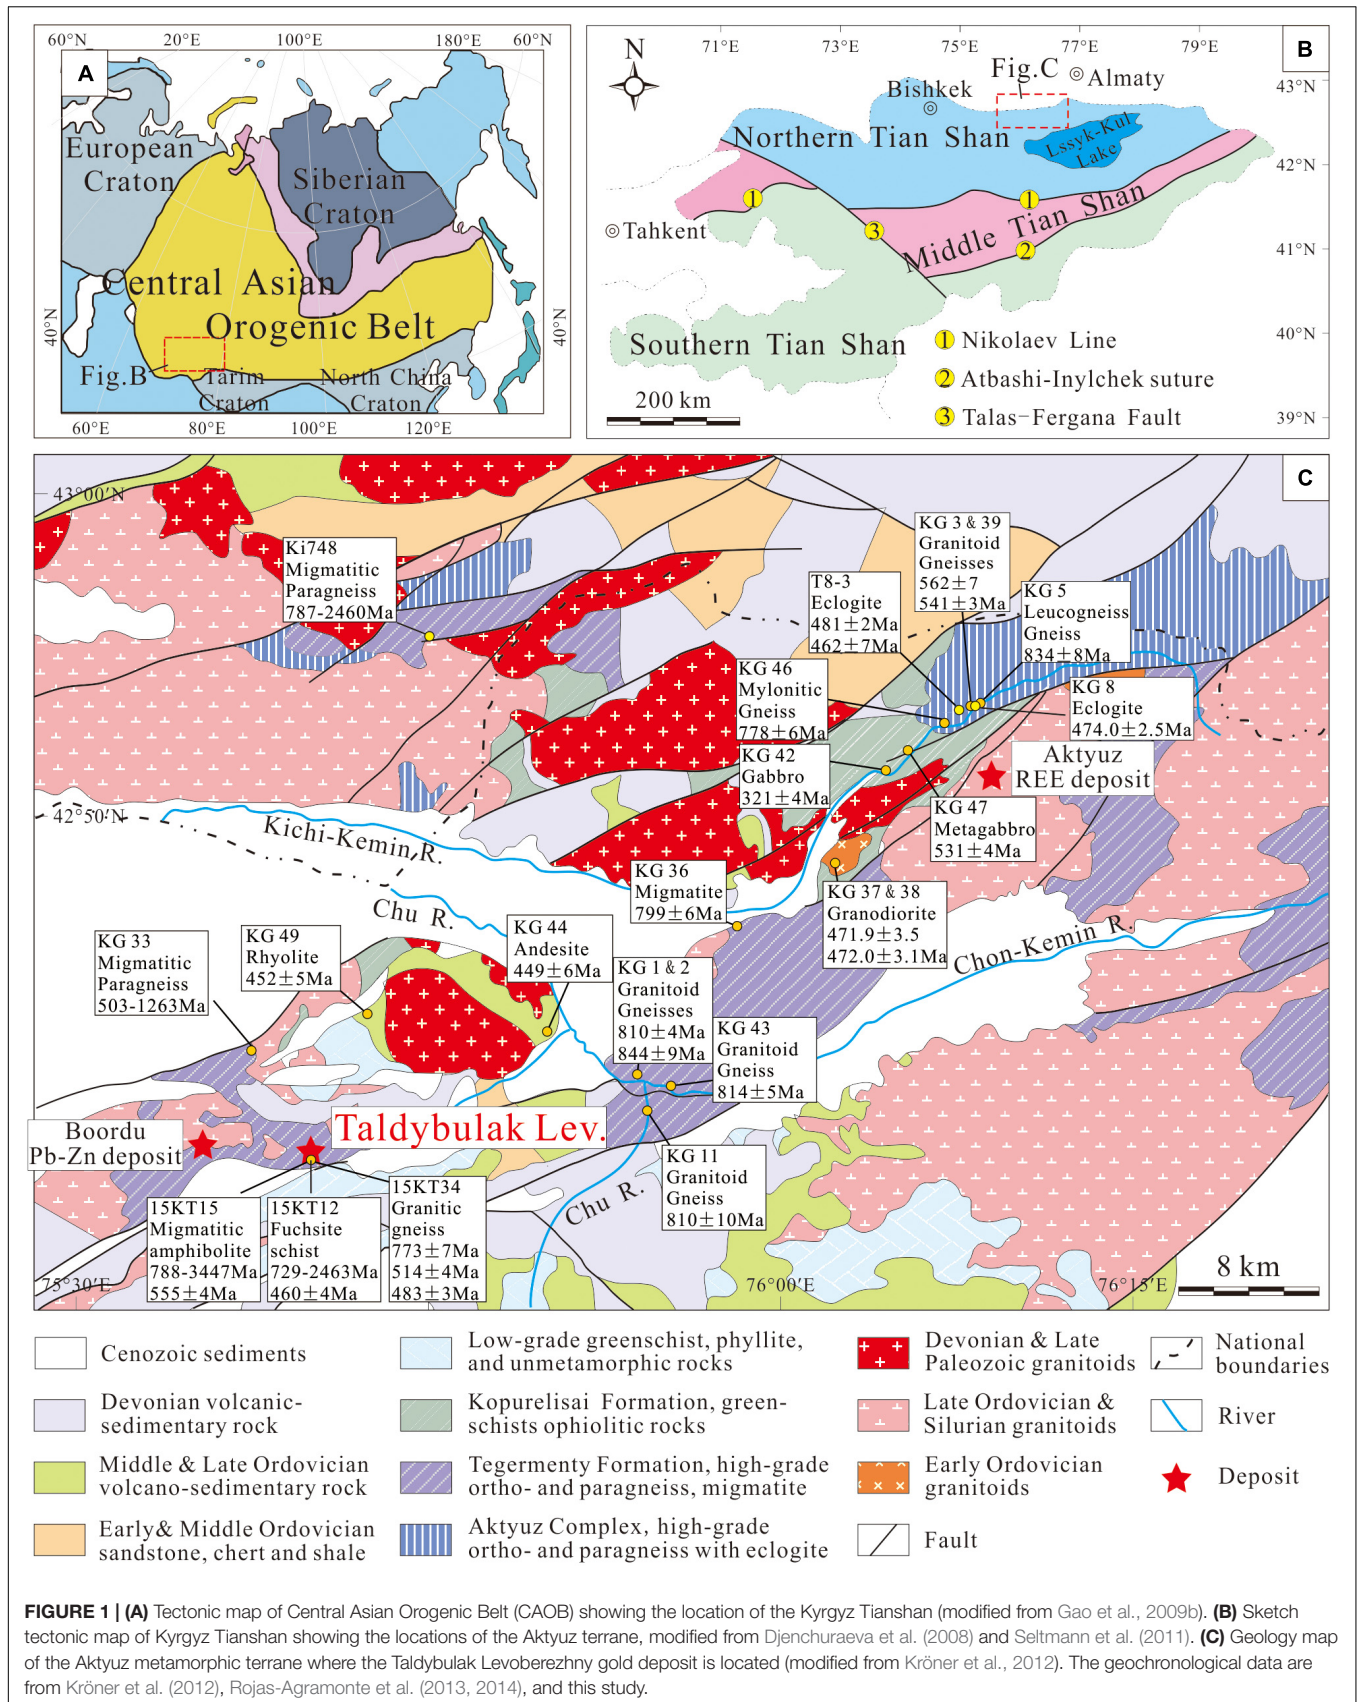 60°N 20°E 100°E 180°E 60°N
A
European
Craton
Siberian
Craton
Central Asian
Orogenic Belt
40°N
40°N
Fig.B
Tarim
Craton
North China
Craton
60°E 80°E 100°E 120°E
71°E 73°E 75°E 77°E 79°E
B
N
Fig.C
Almaty
43°N
Bishkek
Northern Tian Shan
Lssyk-Kul
Lake
42°N
1
1
Tahkent
3
Middle Tian Shan
2
41°N
Southern Tian Shan
40°N
1 Nikolaev Line
2 Atbashi-Inylchek suture
3 Talas-Fergana Fault
200 km
39°N
C
43°00′N
Ki748
Migmatitic
Paragneiss
787-2460Ma
KG 3 & 39
Granitoid
Gneisses
562±7
541±3Ma
T8-3
Eclogite
481±2Ma
462±7Ma
KG 5
Leucogneiss
Gneiss
834±8Ma
KG 46
Mylonitic
Gneiss
778±6Ma
KG 8
Eclogite
474.0±2.5Ma
KG 42
Gabbro
321±4Ma
Aktyuz
REE deposit
KG 47
Metagabbro
531±4Ma
42°50′N
Kichi-Kemin R.
KG 36
Migmatite
799±6Ma
KG 37 & 38
Granodiorite
471.9±3.5
472.0±3.1Ma
Chu R.
Chon-Kemin R.
KG 33
Migmatitic
Paragneiss
503-1263Ma
KG 49
Rhyolite
452±5Ma
KG 44
Andesite
449±6Ma
KG 1 & 2
Granitoid
Gneisses
810±4Ma
844±9Ma
KG 43
Granitoid
Gneiss
814±5Ma
Boordu
Pb-Zn deposit
Taldybulak Lev.
KG 11
Granitoid
Gneiss
810±10Ma
Chu R.
15KT15
Migmatitic
amphibolite
788-3447Ma
555±4Ma
15KT12
Fuchsite
schist
729-2463Ma
460±4Ma
15KT34
Granitic
gneiss
773±7Ma
514±4Ma
483±3Ma
75°30′E
76°00′E
76°15′E
8 km
Cenozoic sediments
Devonian volcanic-
sedimentary rock
Middle & Late Ordovician
volcano-sedimentary rock
Early& Middle Ordovician
sandstone, chert and shale
Low-grade greenschist, phyllite,
and unmetamorphic rocks
Kopurelisai Formation, green-
schists ophiolitic rocks
Tegermenty Formation, high-grade
ortho- and paragneiss, migmatite
Aktyuz Complex, high-grade
ortho- and paragneiss with eclogite
Devonian & Late
Paleozoic granitoids
Late Ordovician &
Silurian granitoids
Early Ordovician
granitoids
Fault
National
boundaries
River
Deposit
FIGURE 1 | (A) Tectonic map of Central Asian Orogenic Belt (CAOB) showing the location of the Kyrgyz Tianshan (modified from Gao et al., 2009b). (B) Sketch
tectonic map of Kyrgyz Tianshan showing the locations of the Aktyuz terrane, modified from Djenchuraeva et al. (2008) and Seltmann et al. (2011). (C) Geology map
of the Aktyuz metamorphic terrane where the Taldybulak Levoberezhny gold deposit is located (modified from Kröner et al., 2012). The geochronological data are
from Kröner et al. (2012), Rojas-Agramonte et al. (2013, 2014), and this study.